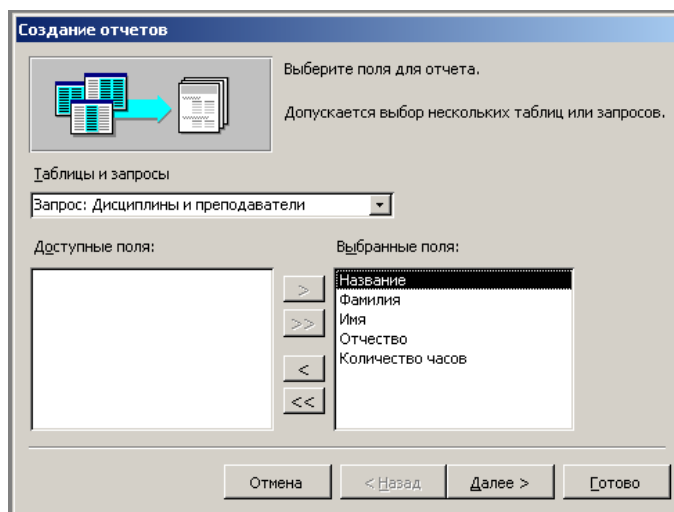 Создание отчетов
Выберите поля для отчета.
Допускается выбор нескольких таблиц или запросов.
Таблицы и запросы
Запрос: Дисциплины и преподаватели
Доступные поля:
Выбранные поля:
>
>>
<
<<
Название
Фамилия
Имя
Отчество
Количество часов
Отмена
< Назад
Далее >
Готово